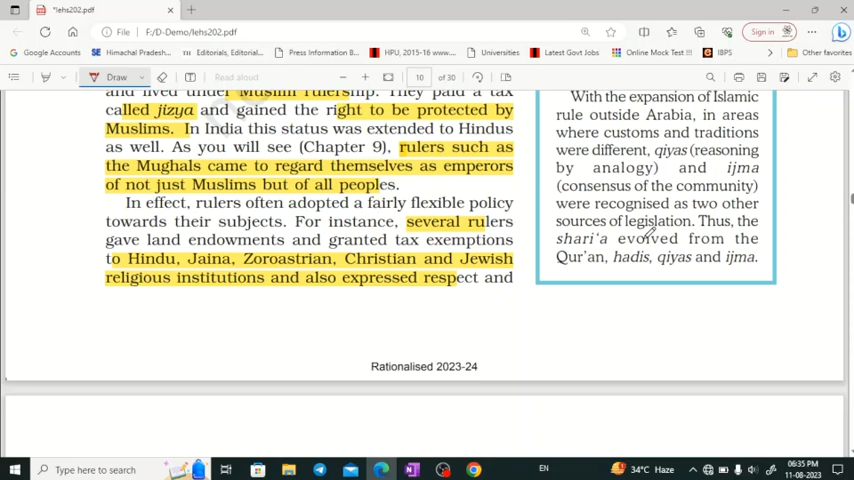 *lehs202.pdf
File
F:/D-Demo/lehs202.pdf
Sign in
Google Accounts
Himachal Pradesh...
Editorials, Editorial...
Press Information B...
HPU, 2015-16 www....
Universities
Latest Govt Jobs
Online Mock Test !!...
IBPS
Other favorites
Draw
Read aloud
10 of 30
and lived under Muslim rulership. They paid a tax
called jizya and gained the right to be protected by
Muslims. In India this status was extended to Hindus
as well. As you will see (Chapter 9), rulers such as
the Mughals came to regard themselves as emperors
of not just Muslims but of all peoples.
In effect, rulers often adopted a fairly flexible policy
towards their subjects. For instance, several rulers
gave land endowments and granted tax exemptions
to Hindu, Jaina, Zoroastrian, Christian and Jewish
religious institutions and also expressed respect and
With the expansion of Islamic
rule outside Arabia, in areas
where customs and traditions
were different, qiyas (reasoning
by analogy) and ijma
(consensus of the community)
were recognised as two other
sources of legislation. Thus, the
shari'a evolved from the
Qur'an, hadis, qiyas and ijma.
Rationalised 2023-24
Type here to search
34°C Haze
EN
06:35 PM
11-08-2023